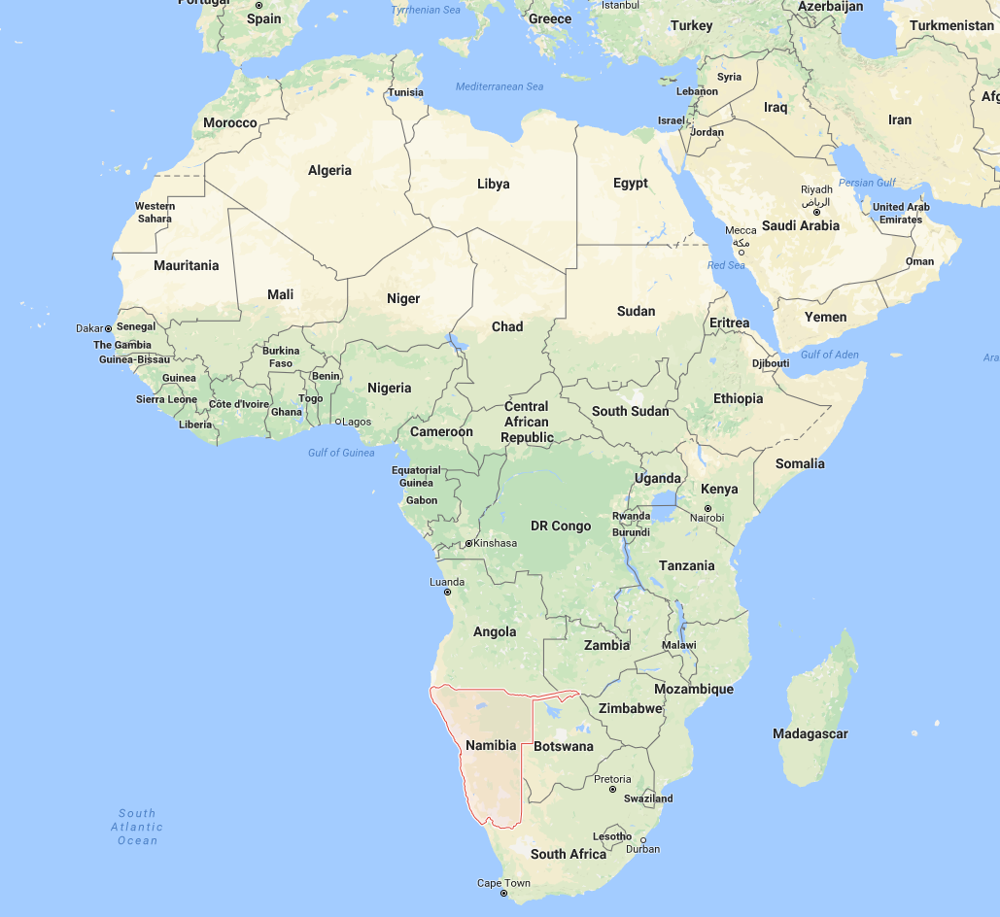 Portugal
Spain
Tyrrhenian Sea
Greece
Istanbul
Turkey
Azerbaijan
Turkmenistan
Tunisia
Mediterranean Sea
Syria
Lebanon
Iraq
Iran
Morocco
Israel
Jordan
Algeria
Libya
Egypt
Persian Gulf
Riyadh
الرياض
Western
Sahara
United Arab
Emirates
Saudi Arabia
Mecca
مكة
Mauritania
Red Sea
Oman
Mali
Niger
Chad
Sudan
Eritrea
Yemen
Dakar
Senegal
The Gambia
Guinea-Bissau
Burkina
Faso
Gulf of Aden
Djibouti
Guinea
Benin
Nigeria
Sierra Leone
Côte d'Ivoire
Togo
Ghana
Ethiopia
Liberia
Lagos
Cameroon
Central
African
Republic
South Sudan
Gulf of Guinea
Somalia
Equatorial
Guinea
Gabon
Uganda
Kenya
Nairobi
Rwanda
Burundi
DR Congo
Kinshasa
Tanzania
Luanda
Angola
Zambia
Malawi
Mozambique
Zimbabwe
Madagascar
Namibia
Botswana
Pretoria
Swaziland
South
Atlantic
Ocean
Lesotho
Durban
South Africa
Cape Town